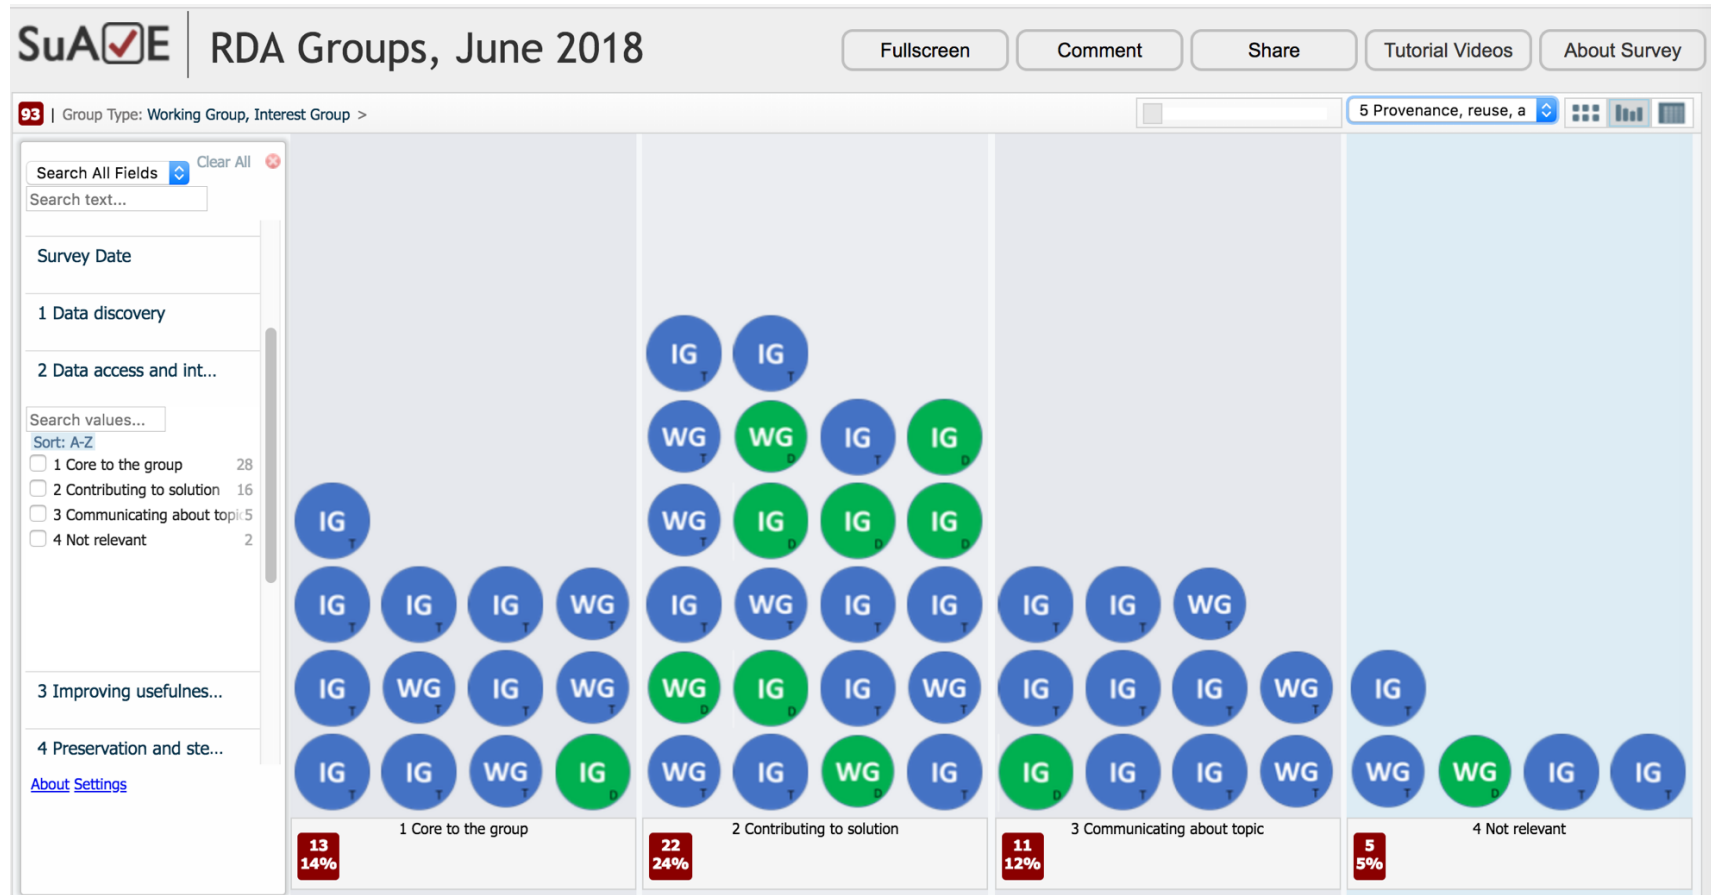 SuAVE RDA Groups, June 2018 Fullscreen Comment Share Tutorial Videos About Survey
93 | Group Type: Working Group, Interest Group > 5 Provenance, reuse, a
Search All Fields Clear All
Search text...
Survey Date
1 Data discovery
2 Data access and int...
Search values...
Sort: A-Z
1 Core to the group 28
2 Contributing to solution 16
3 Communicating about topic 5
4 Not relevant 2
3 Improving usefulnes...
4 Preservation and ste...
About Settings
IG T IG T
WG T WG D IG T IG D
IG T WG T IG D IG D IG D
IG T IG T IG T WG T IG T WG T IG T IG T IG T IG T WG T
IG T WG T IG T WG T WG D IG D IG T WG T IG T IG T IG T WG T IG T
IG T IG T WG T IG D WG T IG T WG D IG T IG D IG T IG T WG T WG T WG D IG T IG T
1 Core to the group 2 Contributing to solution 3 Communicating about topic 4 Not relevant
13 22 11 5
14% 24% 12% 5%